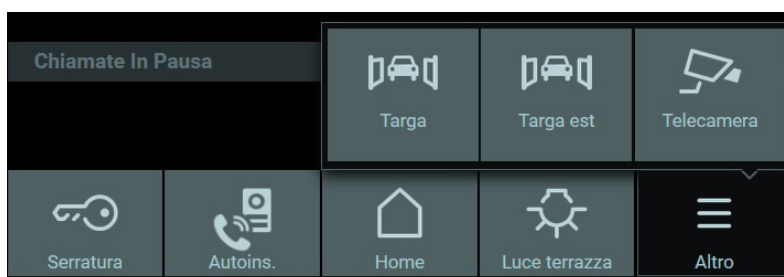 Chiamate In Pausa
Targa
Targa est
Telecamera
Serratura
Autoins.
Home
Luce terrazza
Altro